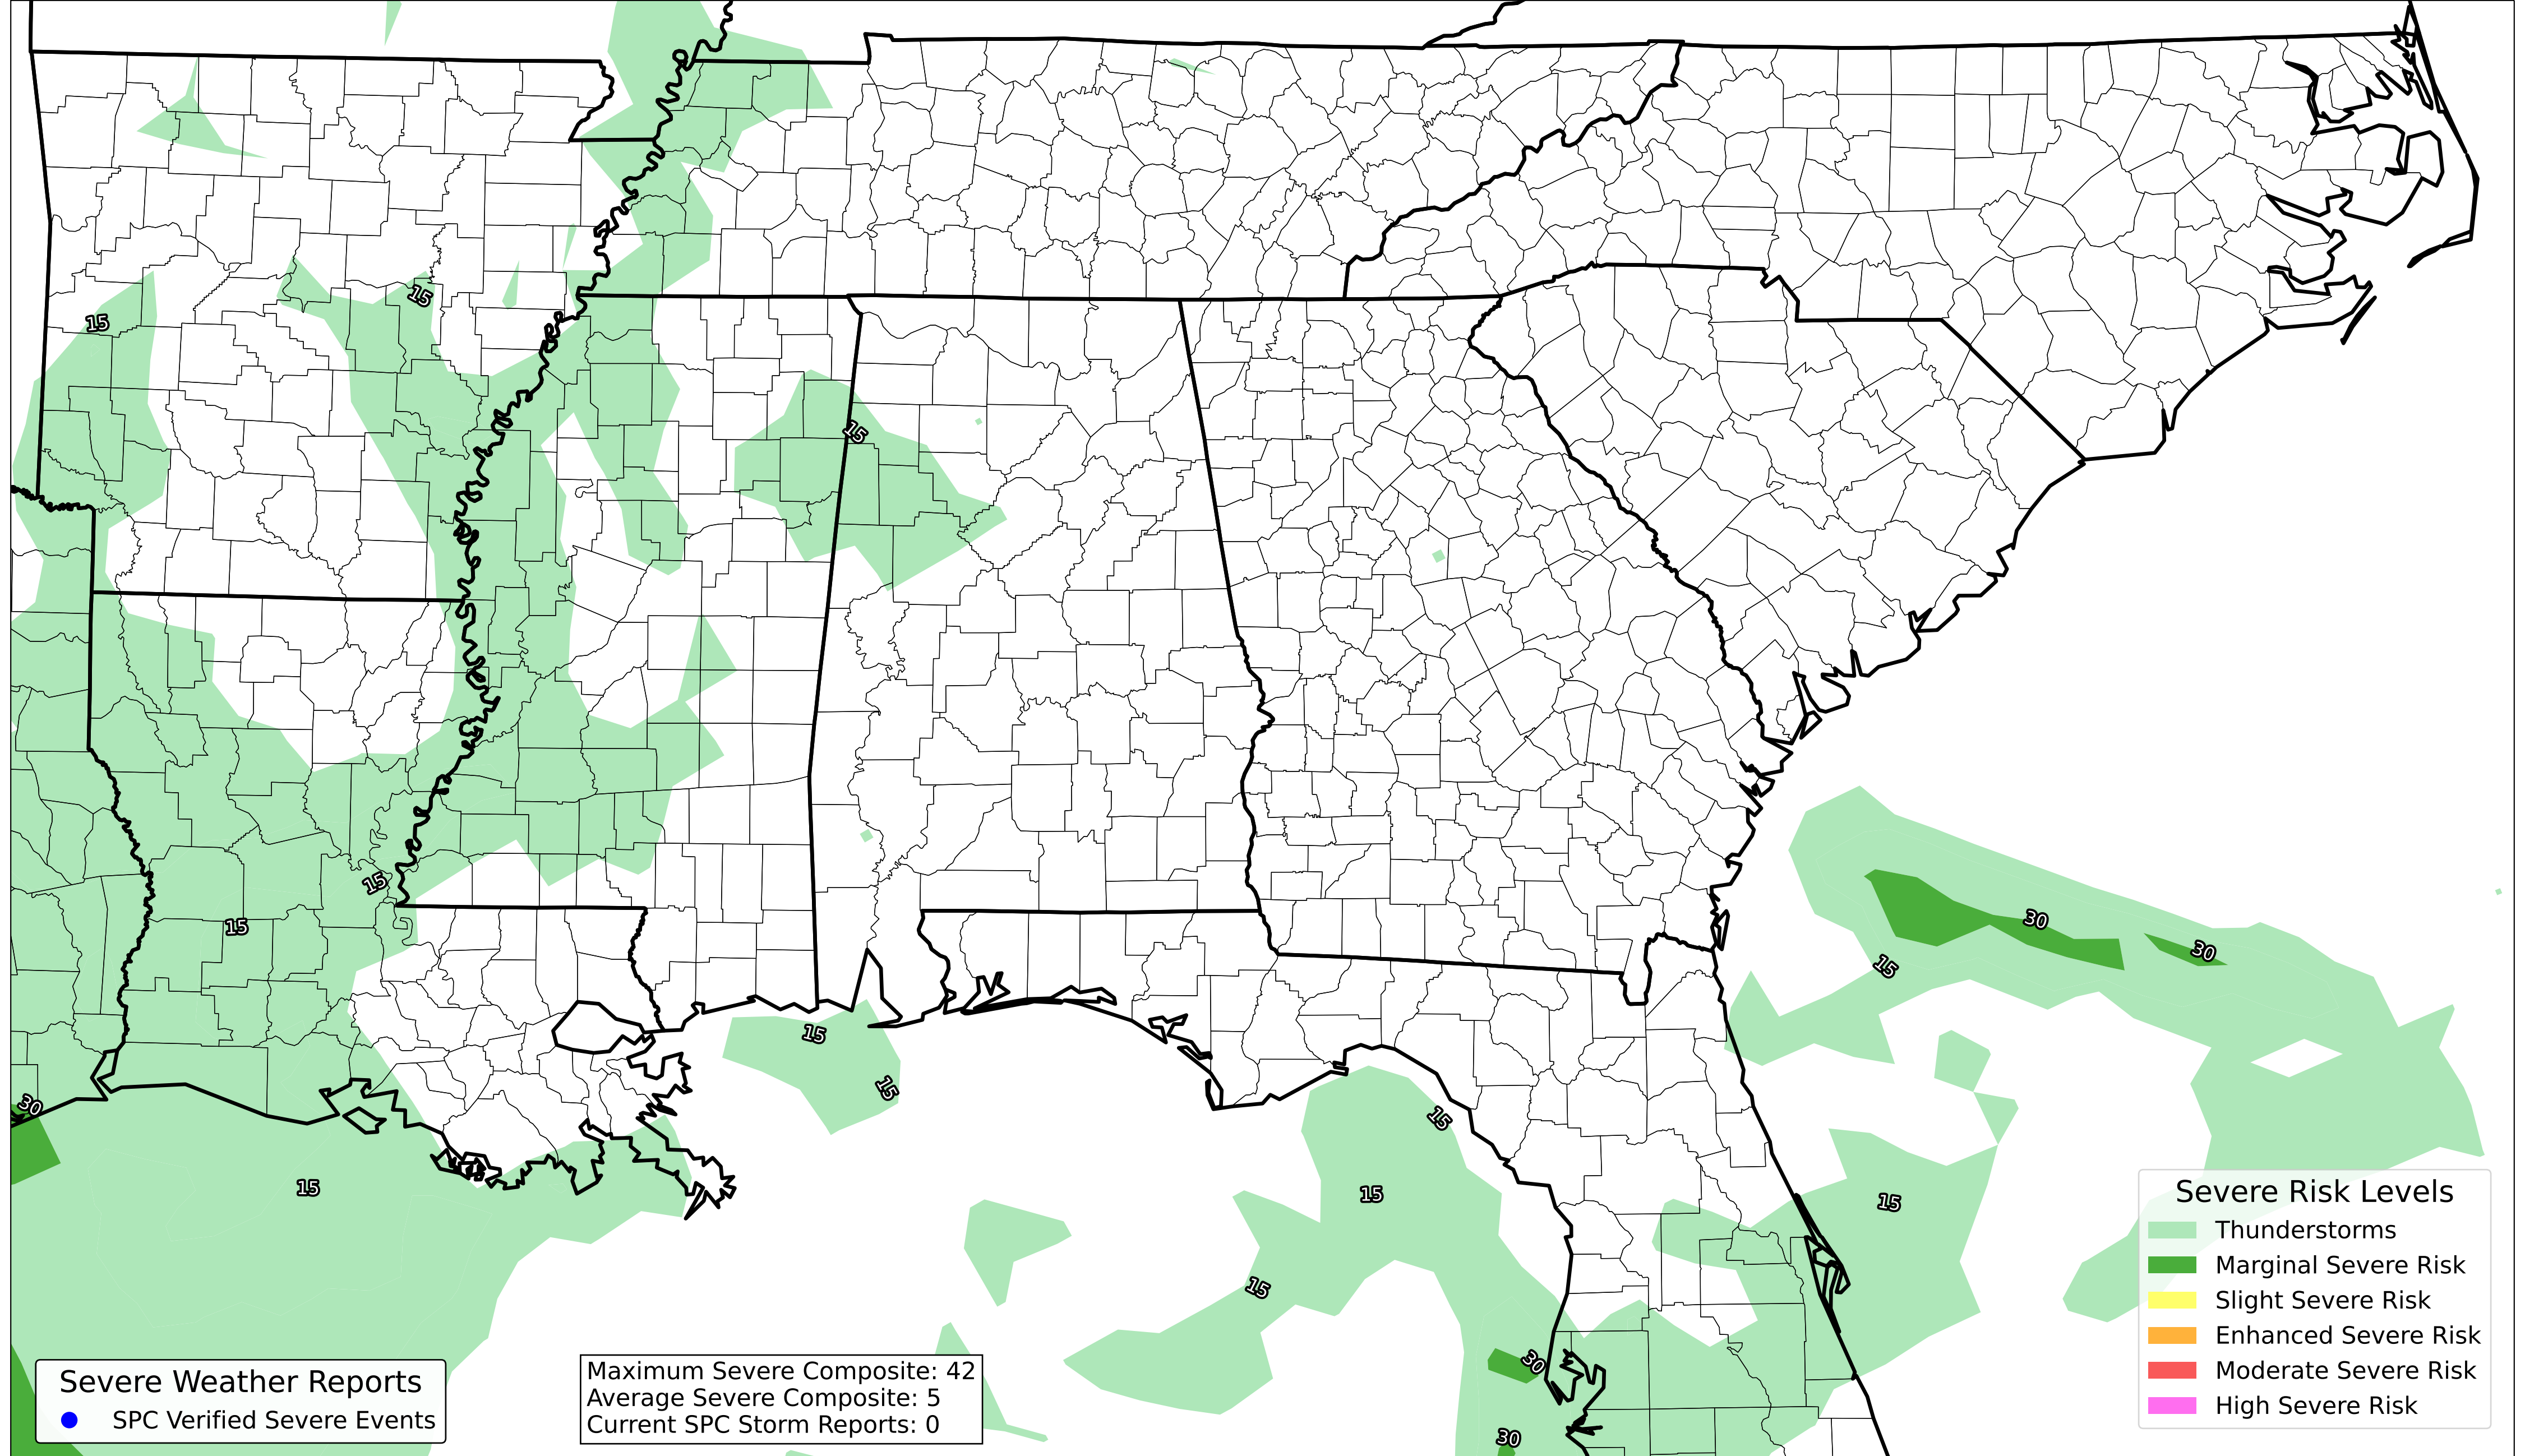 15
15
15
15
15
30
30
15
15
15
30
15
15
15
15
15
30
30
Severe Risk Levels
Thunderstorms
Marginal Severe Risk
Slight Severe Risk
Enhanced Severe Risk
Moderate Severe Risk
High Severe Risk
Severe Weather Reports
SPC Verified Severe Events
Maximum Severe Composite: 42
Average Severe Composite: 5
Current SPC Storm Reports: 0